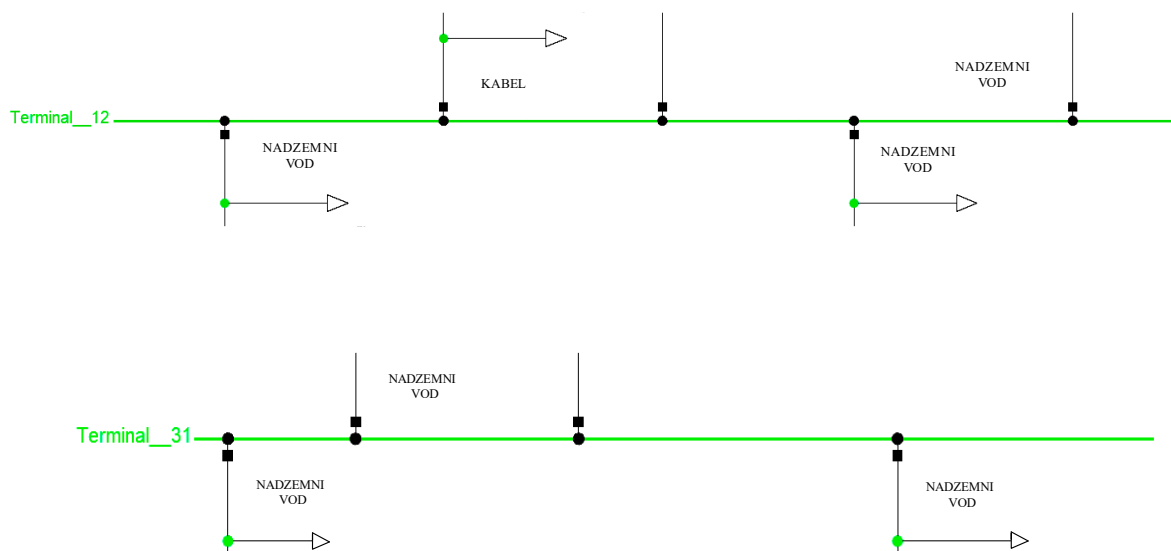 NADZEMNI
VOD
KABEL
Terminal__12
NADZEMNI
VOD
NADZEMNI
VOD
NADZEMNI
VOD
Terminal__31
NADZEMNI
VOD
NADZEMNI
VOD